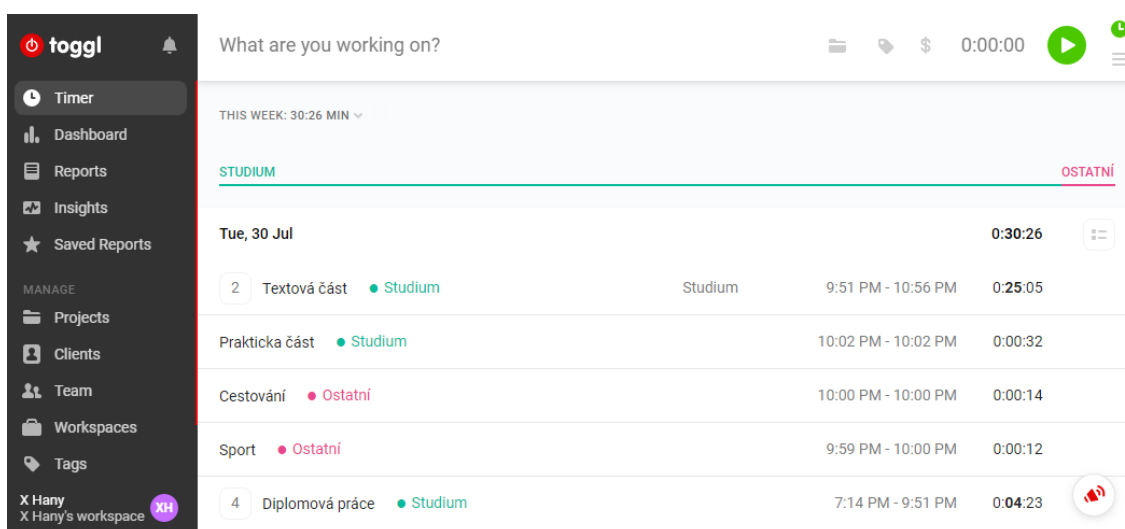 toggl
What are you working on?
$
0:00:00
Timer
Dashboard
Reports
Insights
Saved Reports
MANAGE
Projects
Clients
Team
Workspaces
Tags
X Hany
X Hany's workspace
XH
THIS WEEK: 30:26 MIN
STUDIUM
OSTATNÍ
Tue, 30 Jul 0:30:26
2 Textová část • Studium Studium 9:51 PM - 10:56 PM 0:25:05
Prakticka část • Studium 10:02 PM - 10:02 PM 0:00:32
Cestování • Ostatní 10:00 PM - 10:00 PM 0:00:14
Sport • Ostatní 9:59 PM - 10:00 PM 0:00:12
4 Diplomová práce • Studium 7:14 PM - 9:51 PM 0:04:23